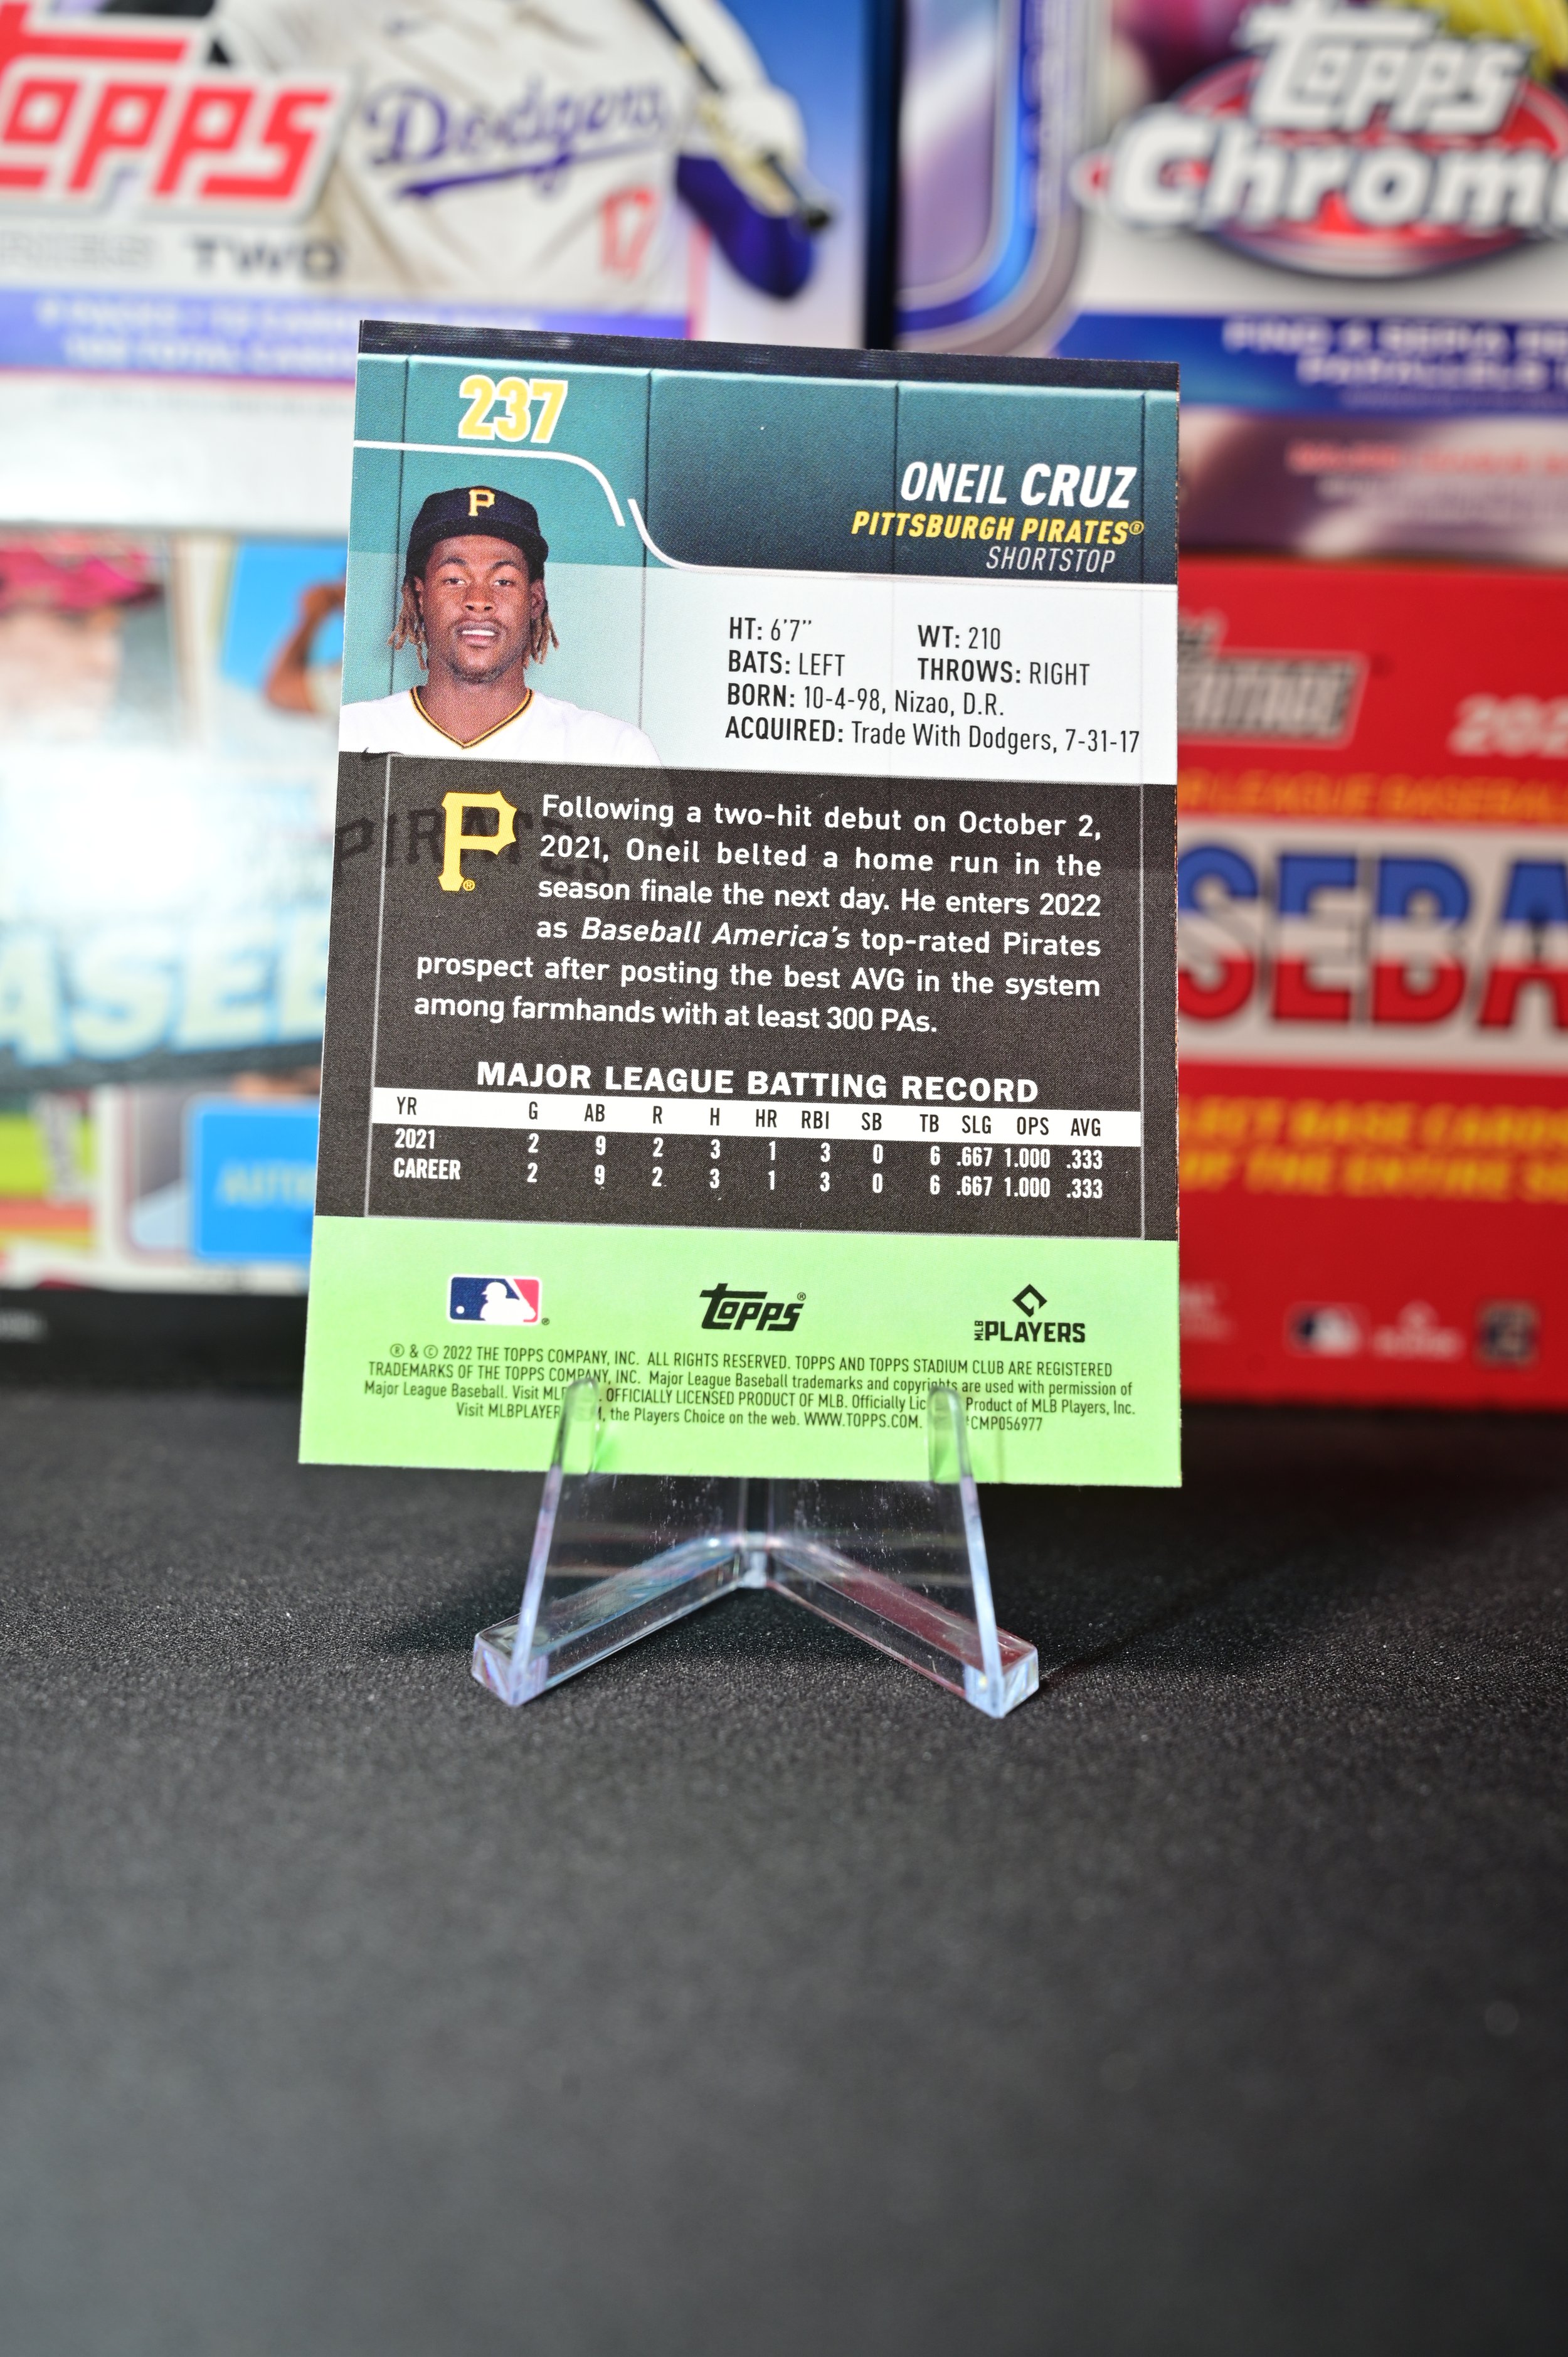 Topps
Dodgers
17
SERIES TWO
Topps
Chrome
237
P
ONEIL CRUZ
PITTSBURGH PIRATES®
SHORTSTOP
HT: 6'7" WT: 210
BATS: LEFT THROWS: RIGHT
BORN: 10-4-98, Nizao, D.R.
ACQUIRED: Trade With Dodgers, 7-31-17
PIRATES
P®
Following a two-hit debut on October 2,
2021, Oneil belted a home run in the
season finale the next day. He enters 2022
as Baseball America's top-rated Pirates
prospect after posting the best AVG in the system
among farmhands with at least 300 PAs.
MAJOR LEAGUE BATTING RECORD
YR G AB R H HR RBI SB TB SLG OPS AVG
2021 2 9 2 3 1 3 0 6 .667 1.000 .333
CAREER 2 9 2 3 1 3 0 6 .667 1.000 .333
® Topps® MLB PLAYERS
® & © 2022 THE TOPPS COMPANY, INC. ALL RIGHTS RESERVED. TOPPS AND TOPPS STADIUM CLUB ARE REGISTERED
TRADEMARKS OF THE TOPPS COMPANY, INC. Major League Baseball trademarks and copyrights are used with permission of
Major League Baseball. Visit OFFICIALLY LICENSED PRODUCT OF MLB. Officially Product of MLB Players, Inc.
Visit the Players Choice on the web. WWW.TOPPS.COM. CMP056977